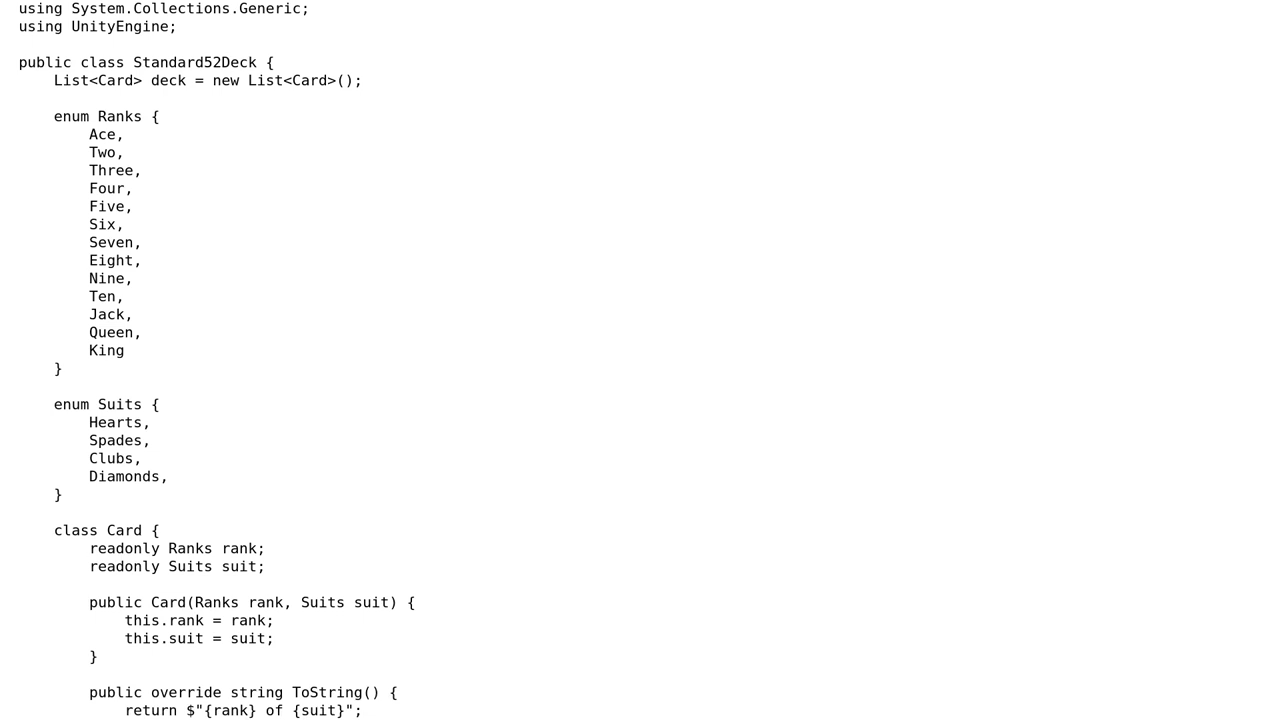 using System.Collections.Generic;
using UnityEngine;

public class Standard52Deck {
    List<Card> deck = new List<Card>();

    enum Ranks {
        Ace,
        Two,
        Three,
        Four,
        Five,
        Six,
        Seven,
        Eight,
        Nine,
        Ten,
        Jack,
        Queen,
        King
    }

    enum Suits {
        Hearts,
        Spades,
        Clubs,
        Diamonds,
    }

    class Card {
        readonly Ranks rank;
        readonly Suits suit;

        public Card(Ranks rank, Suits suit) {
            this.rank = rank;
            this.suit = suit;
        }

        public override string ToString() {
            return $"{rank} of {suit}";